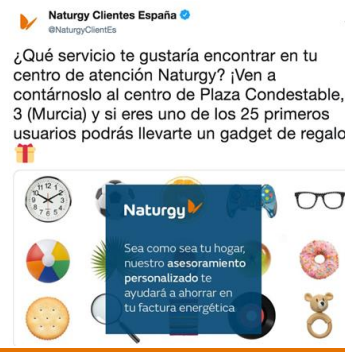 Naturgy Clientes España
@NaturgyClientEs
¿Qué servicio te gustaría encontrar en tu
centro de atención Naturgy? ¡Ven a
contárnoslo al centro de Plaza Condestable,
3 (Murcia) y si eres uno de los 25 primeros
usuarios podrás llevarte un gadget de regalo
Naturgy
Sea como sea tu hogar,
nuestro asesoramiento
personalizado te
ayudará a ahorrar en
tu factura energética